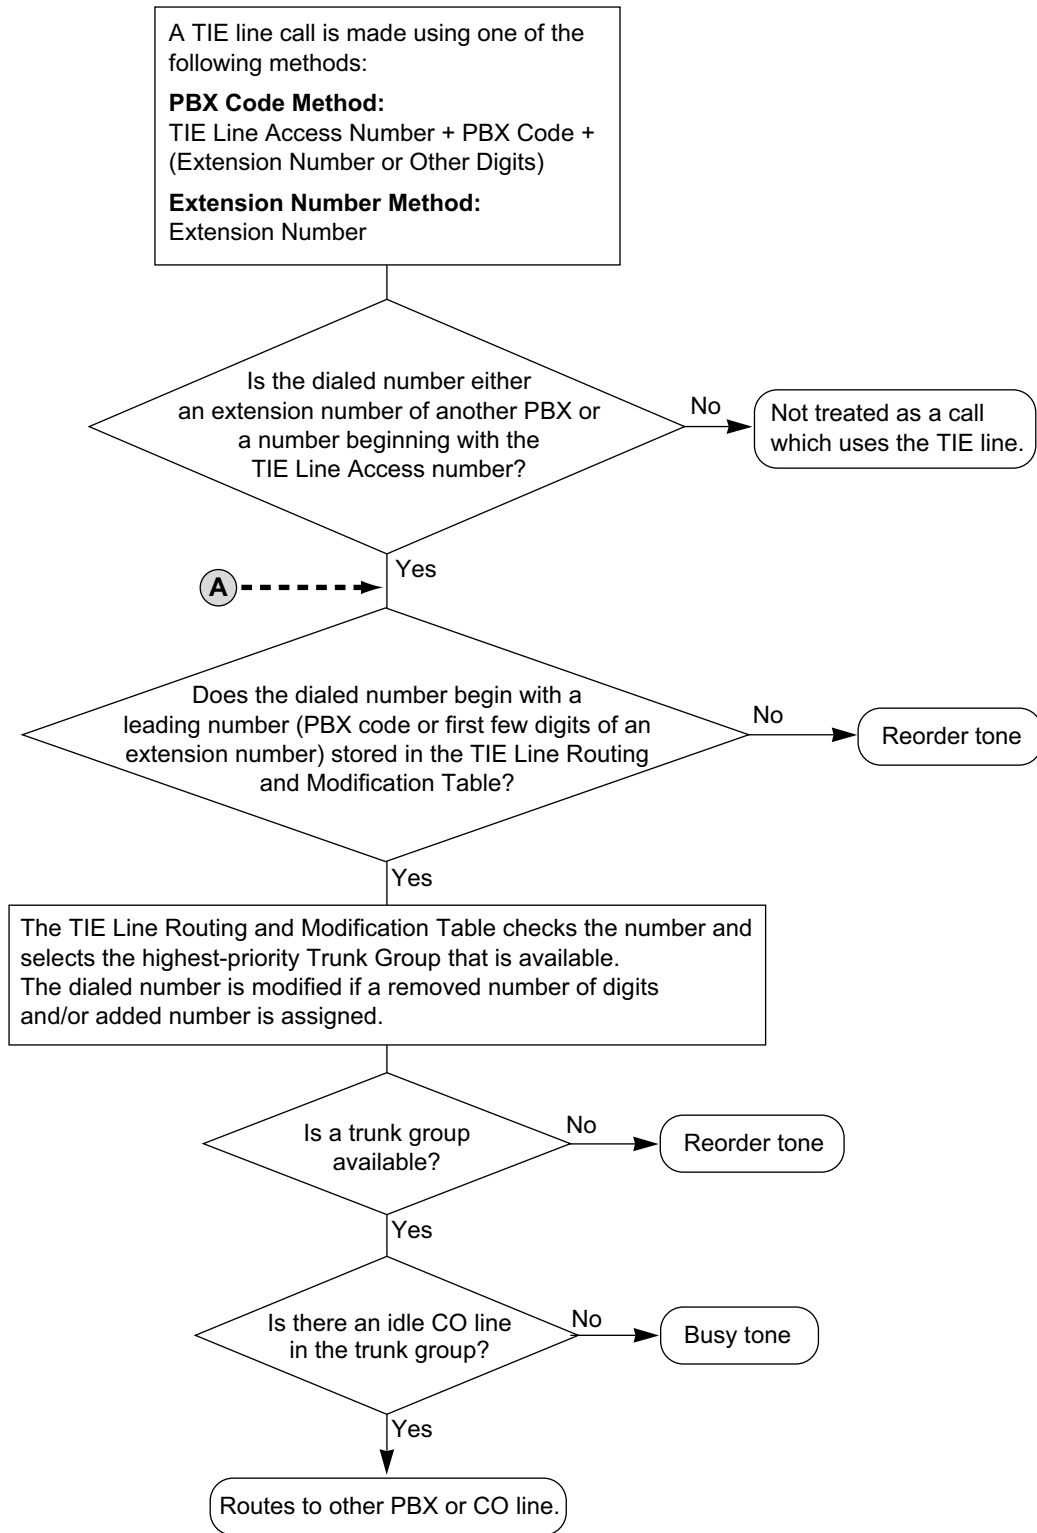 A TIE line call is made using one of the
following methods:
PBX Code Method:
TIE Line Access Number + PBX Code +
(Extension Number or Other Digits)
Extension Number Method:
Extension Number
Is the dialed number either
an extension number of another PBX or
a number beginning with the
TIE Line Access number?
No
Not treated as a call
which uses the TIE line.
Yes
A
Does the dialed number begin with a
leading number (PBX code or first few digits of an
extension number) stored in the TIE Line Routing
and Modification Table?
No
Reorder tone
Yes
The TIE Line Routing and Modification Table checks the number and
selects the highest-priority Trunk Group that is available.
The dialed number is modified if a removed number of digits
and/or added number is assigned.
Is a trunk group
available?
No
Reorder tone
Yes
Is there an idle CO line
in the trunk group?
No
Busy tone
Yes
Routes to other PBX or CO line.